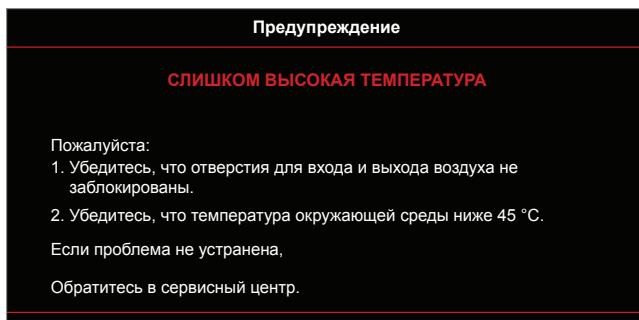 Предупреждение
СЛИШКОМ ВЫСОКАЯ ТЕМПЕРАТУРА
Пожалуйста:
1. Убедитесь, что отверстия для входа и выхода воздуха не
заблокированы.
2. Убедитесь, что температура окружающей среды ниже 45 °C.
Если проблема не устранена,
Обратитесь в сервисный центр.